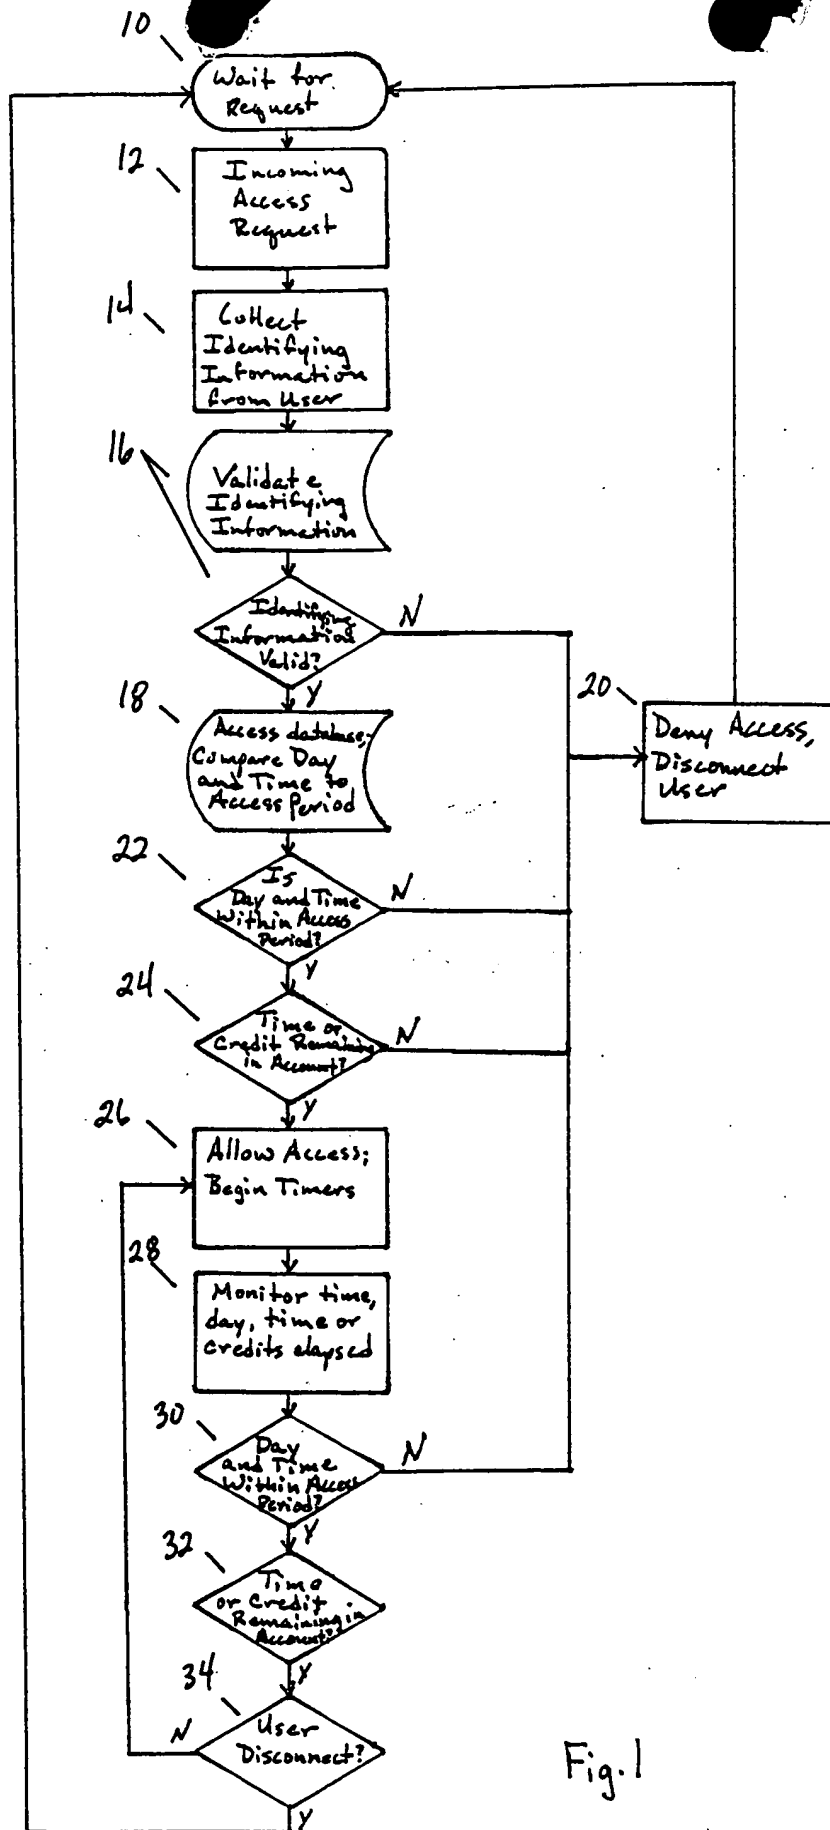 10
Wait for
Request
12
Incoming
Access
Request
14
Collect
Identifying
Information
from User
16
Validate
Identifying
Information
Identifying
Information
Valid?
N
Y
18
Access database;
Compare Day
and Time to
Access Period
20
Deny Access,
Disconnect
User
22
Is
Day and Time
Within Access
Period?
N
Y
24
Time or
Credit Remaining
in Account?
N
Y
26
Allow Access;
Begin Timers
28
Monitor time,
day, time or
credits elapsed
30
Day
and Time
Within Access
Period?
N
Y
32
Time
or Credit
Remaining in
Account?
Y
34
User
Disconnect?
N
Y
Fig. 1